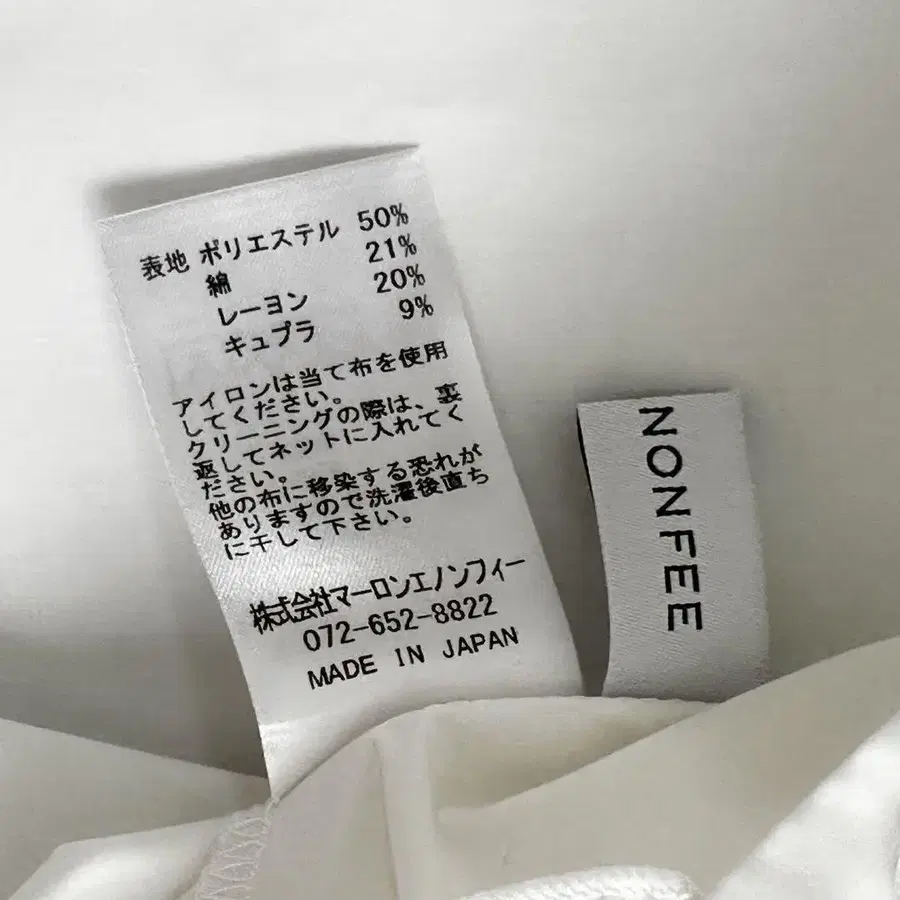 表地 ポリエステル 50%
綿 21%
レーヨン 20%
キュプラ 9%
アイロンは当て布を使用
してください。
クリーニングの際は、裏
返してネットに入れてく
ださい。
他の布に移染する恐れが
ありますので洗濯後直ち
に干して下さい。
株式会社マーロンエノンフィー
072-652-8822
MADE IN JAPAN
NONFEE